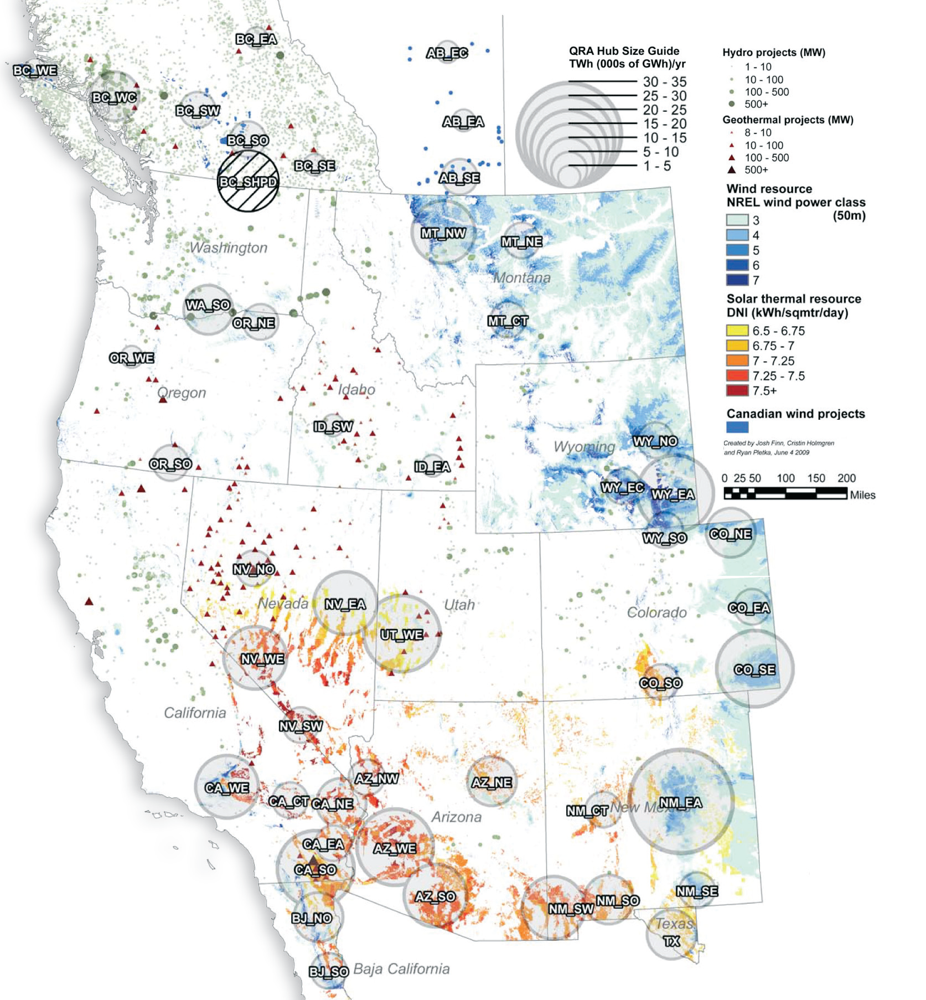 BC_EA
AB_EC
BC_WE
BC_WC
BC_SW
AB_EA
BC_SO
BC_SE
AB_SE
BC_SHPD
QRA Hub Size Guide
TWh (000s of GWh)/yr
30 - 35
25 - 30
20 - 25
15 - 20
10 - 15
5 - 10
1 - 5
Hydro projects (MW)
1 - 10
10 - 100
100 - 500
500+
Geothermal projects (MW)
8 - 10
10 - 100
100 - 500
500+
Wind resource
NREL wind power class
(50m)
3
4
5
6
7
Solar thermal resource
DNI (kWh/sqmtr/day)
6.5 - 6.75
6.75 - 7
7 - 7.25
7.25 - 7.5
7.5+
Canadian wind projects
Created by Josh Finn, Cristin Holmgren
and Ryan Pletka, June 4 2009
0 25 50 100 150 200
Miles
MT_NW
MT_NE
Washington
Montana
WA_SO
OR_NE
MT_CT
OR_WE
Oregon
Idaho
ID_SW
WY_NO
Wyoming
OR_SO
ID_EA
WY_EC
WY_EA
WY_SO
CO_NE
NV_NO
Nevada
NV_EA
Utah
Colorado
CO_EA
UT_WE
NV_WE
CO_SE
CO_SO
California
NV_SW
CA_WE
AZ_NW
AZ_NE
CA_CT
CA_NE
NM_CT
New Mexico
NM_EA
Arizona
CA_EA
AZ_WE
CA_SO
AZ_SO
NM_SE
NM_SO
NM_SW
BJ_NO
Texas
TX
BJ_SO
Baja California